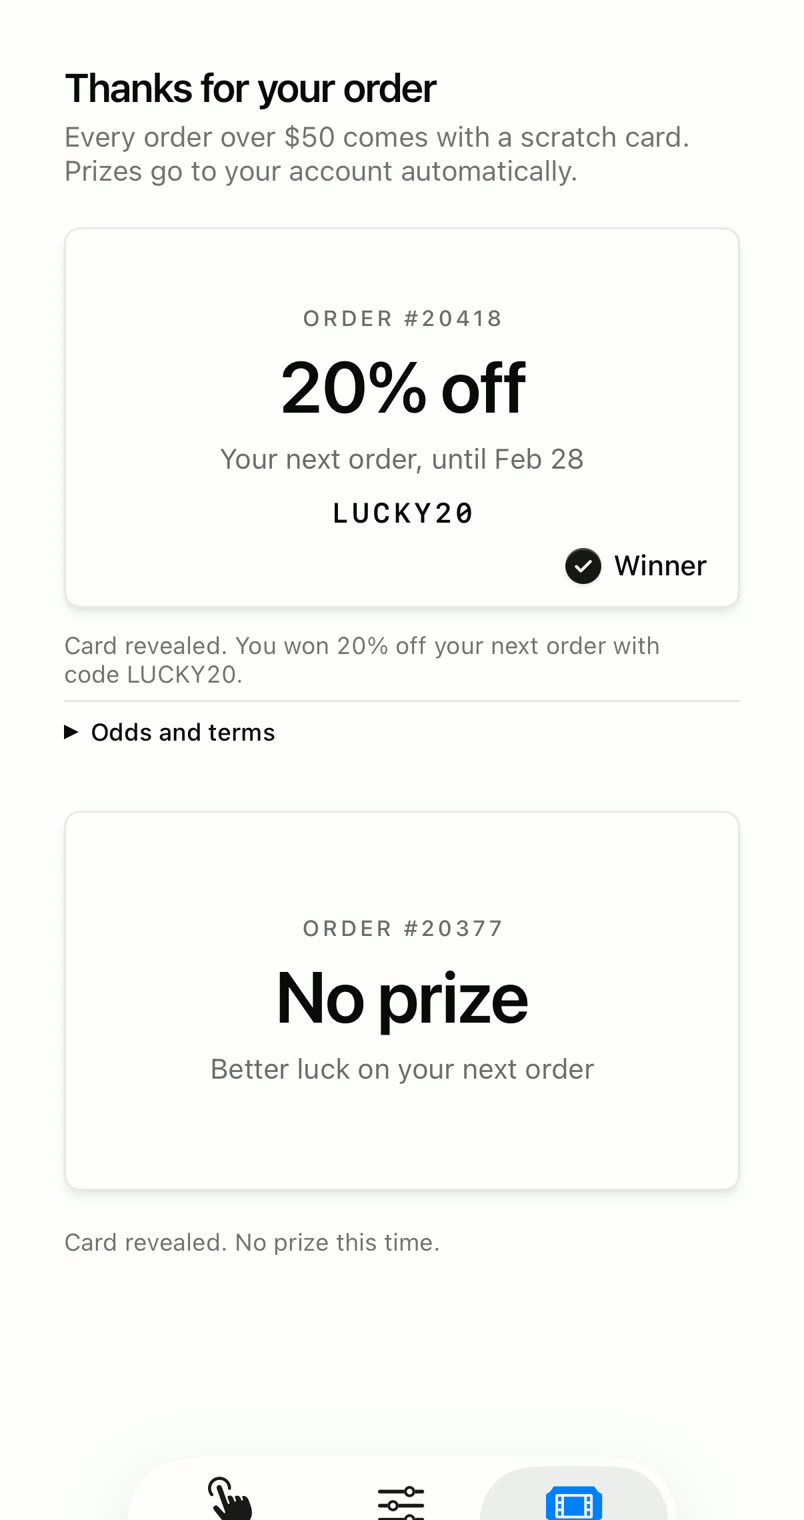 Thanks for your order
Every order over $50 comes with a scratch card.
Prizes go to your account automatically.
ORDER #20418
20% off
Your next order, until Feb 28
LUCKY20
Winner
Card revealed. You won 20% off your next order with
code LUCKY20.
Odds and terms
ORDER #20377
No prize
Better luck on your next order
Card revealed. No prize this time.